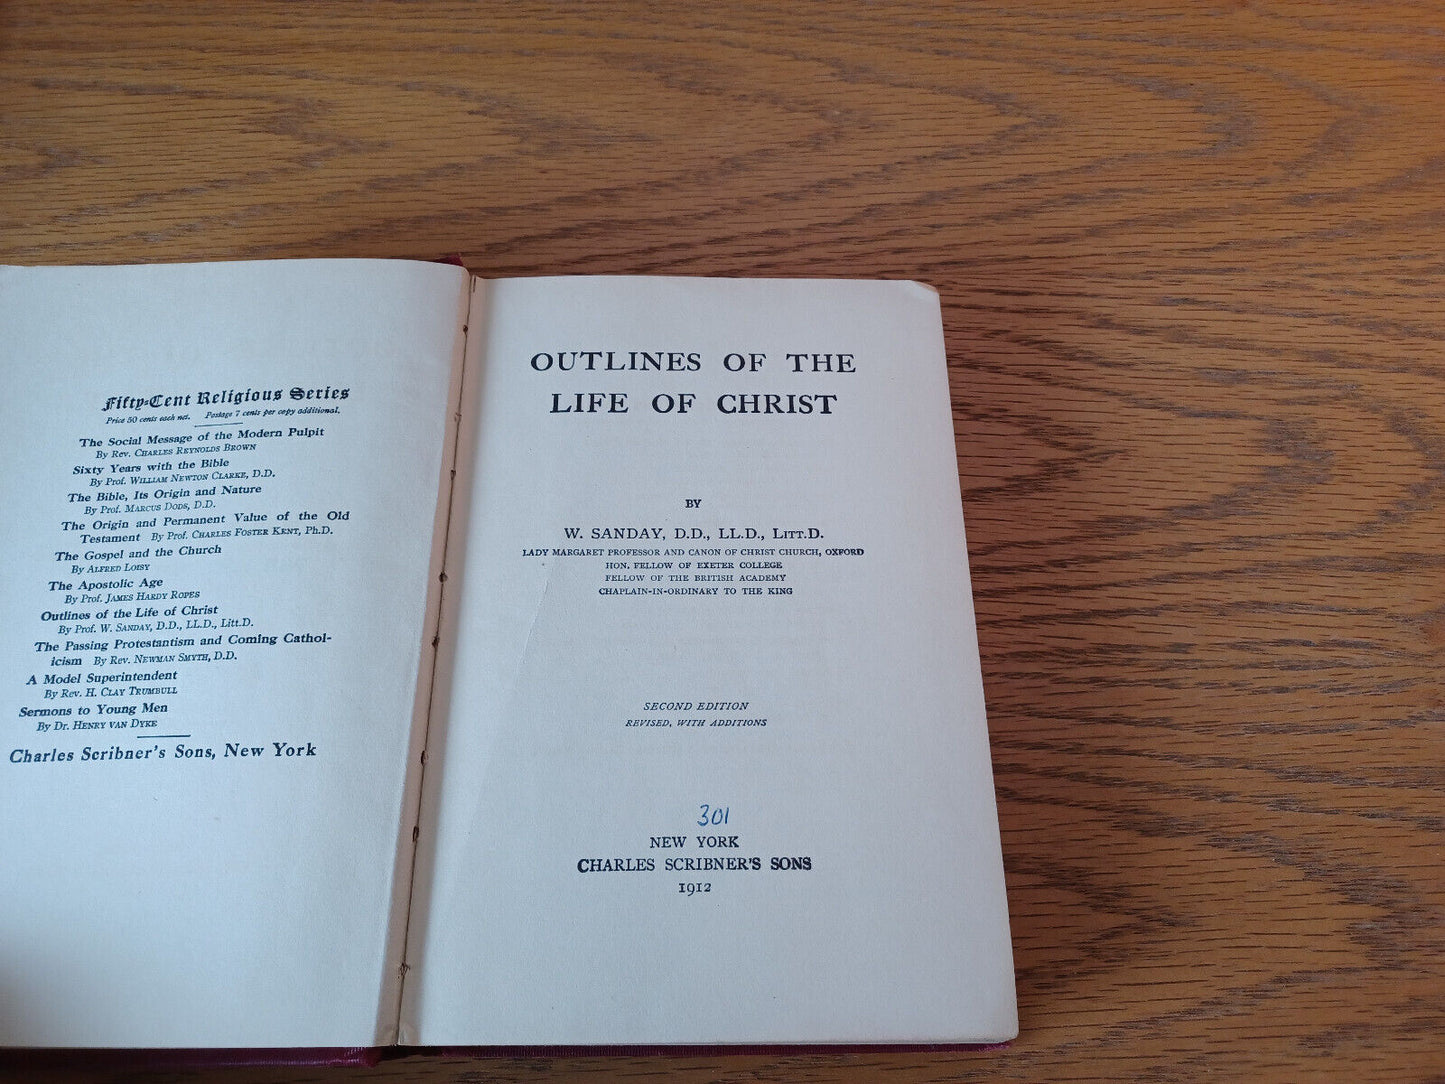 Fifty-Cent Religious Series
Price 50 cents each net. Postage 7 cents per copy additional.
The Social Message of the Modern Pulpit
By Rev. CHARLES REYNOLDS BROWN
Sixty Years with the Bible
By Prof. WILLIAM NEWTON CLARKE, D.D.
The Bible, Its Origin and Nature
By Prof. MARCUS DODS, D.D.
The Origin and Permanent Value of the Old
Testament By Prof. CHARLES FOSTER KENT, Ph.D.
The Gospel and the Church
By ALFRED LOISY
The Apostolic Age
By Prof. JAMES HARDY ROPES
Outlines of the Life of Christ
By Prof. W. SANDAY, D.D., LL.D., Litt.D.
The Passing Protestantism and Coming Cathol-
icism By Rev. NEWMAN SMYTH, D.D.
A Model Superintendent
By Rev. H. CLAY TRUMBULL
Sermons to Young Men
By Dr. HENRY VAN DYKE
Charles Scribner's Sons, New York
OUTLINES OF THE
LIFE OF CHRIST
BY
W. SANDAY, D.D., LL.D., LITT.D.
LADY MARGARET PROFESSOR AND CANON OF CHRIST CHURCH, OXFORD
HON. FELLOW OF EXETER COLLEGE
FELLOW OF THE BRITISH ACADEMY
CHAPLAIN-IN-ORDINARY TO THE KING
SECOND EDITION
REVISED, WITH ADDITIONS
301
NEW YORK
CHARLES SCRIBNER'S SONS
1912